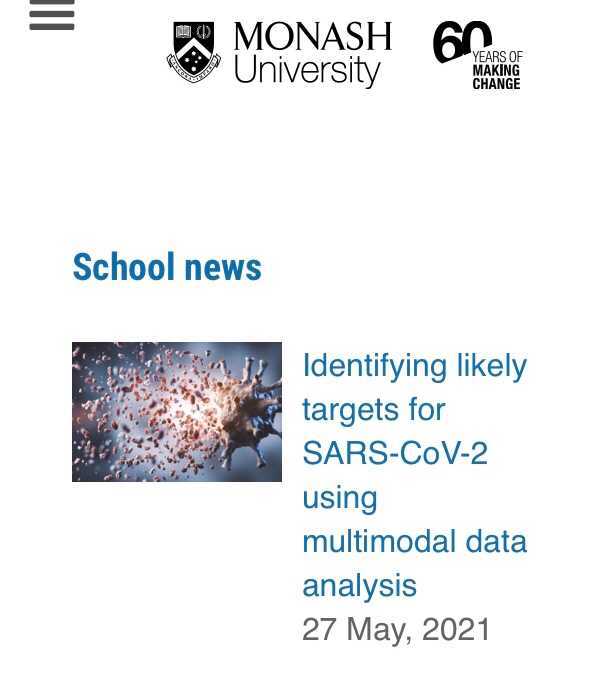 MONASH
University
60
YEARS OF
MAKING
CHANGE
School news
Identifying likely
targets for
SARS-CoV-2
using
multimodal data
analysis
27 May, 2021